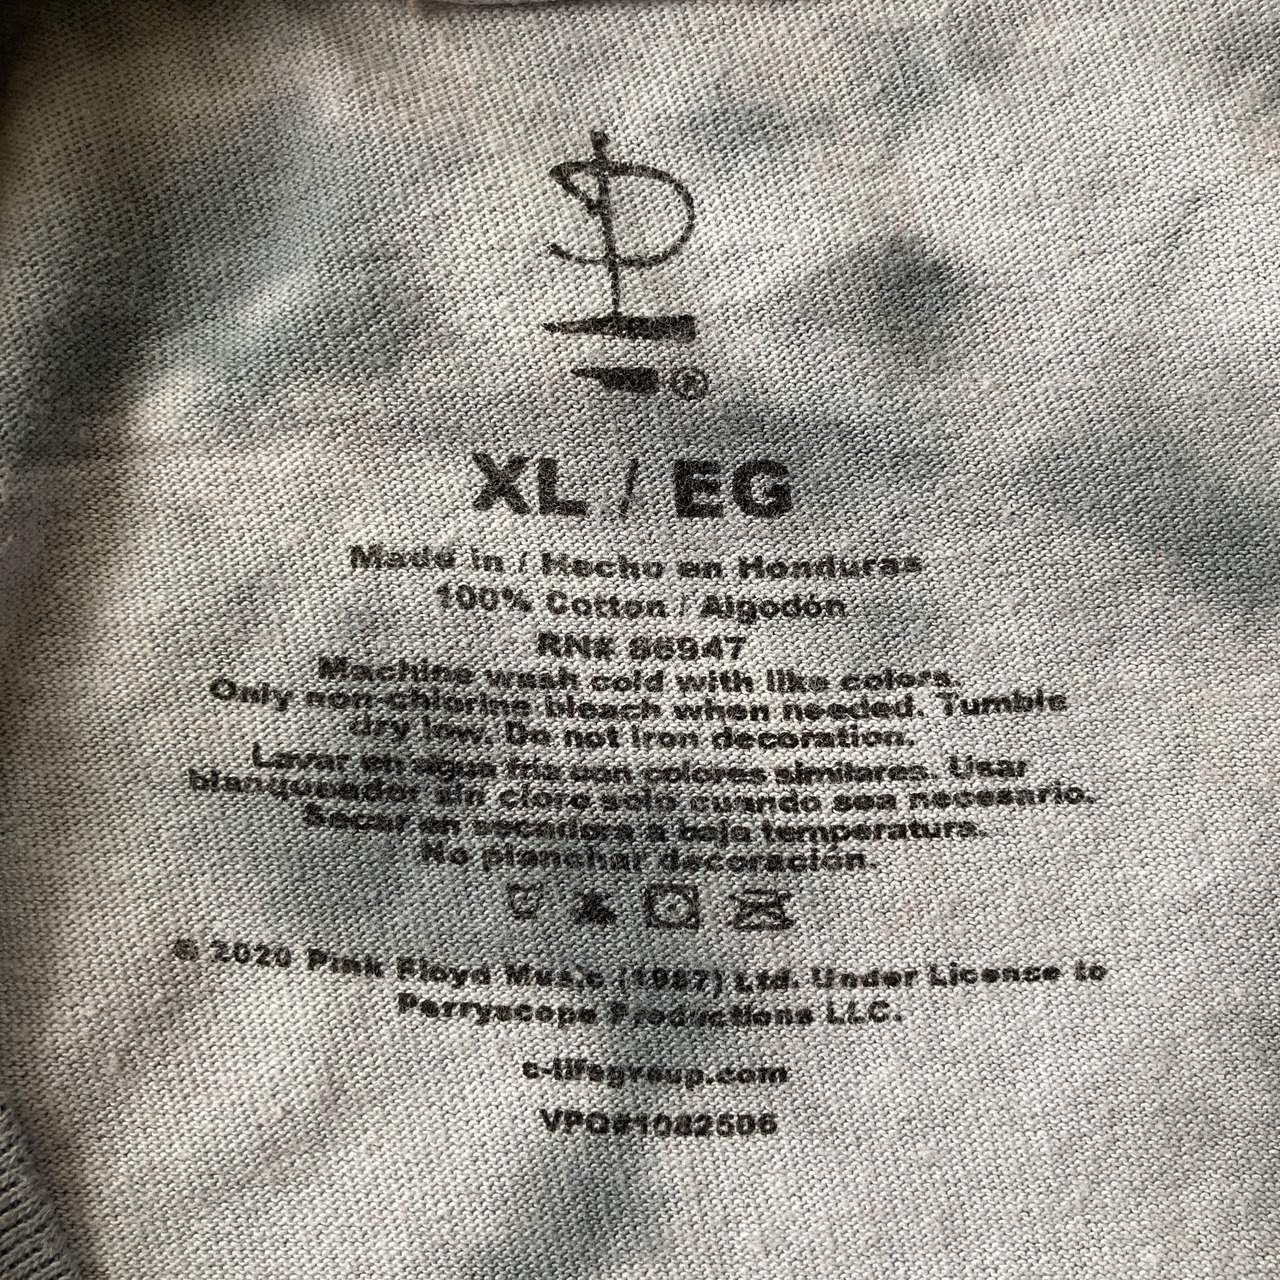 XL / EG
Made in / Hecho en Honduras
100% Cotton / Algodón
RN# 86947
Machine wash cold with like colors.
Only non-chlorine bleach when needed. Tumble
dry low. Do not iron decoration.
Lavar en agua fria con colores similares. Usar
blanqueador sin cloro solo cuando sea necesario.
Secar en secadora a baja temperatura.
No planchar decoración.
© 2020 Pink Floyd Music (1987) Ltd. Under License to
Perryscope Productions LLC.
c-lifegroup.com
VPO#1082506